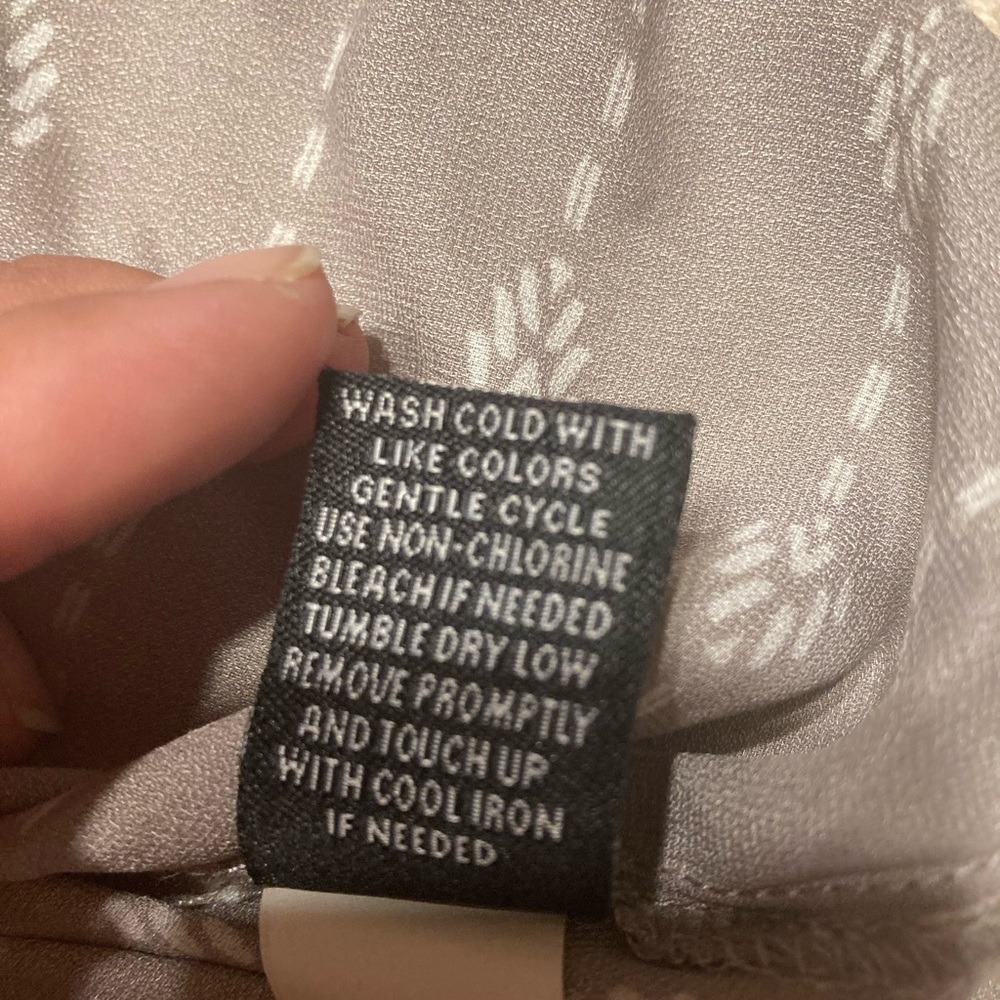 WASH COLD WITH
LIKE COLORS
GENTLE CYCLE
USE NON-CHLORINE
BLEACH IF NEEDED
TUMBLE DRY LOW
REMOVE PROMPTLY
AND TOUCH UP
WITH COOL IRON
IF NEEDED